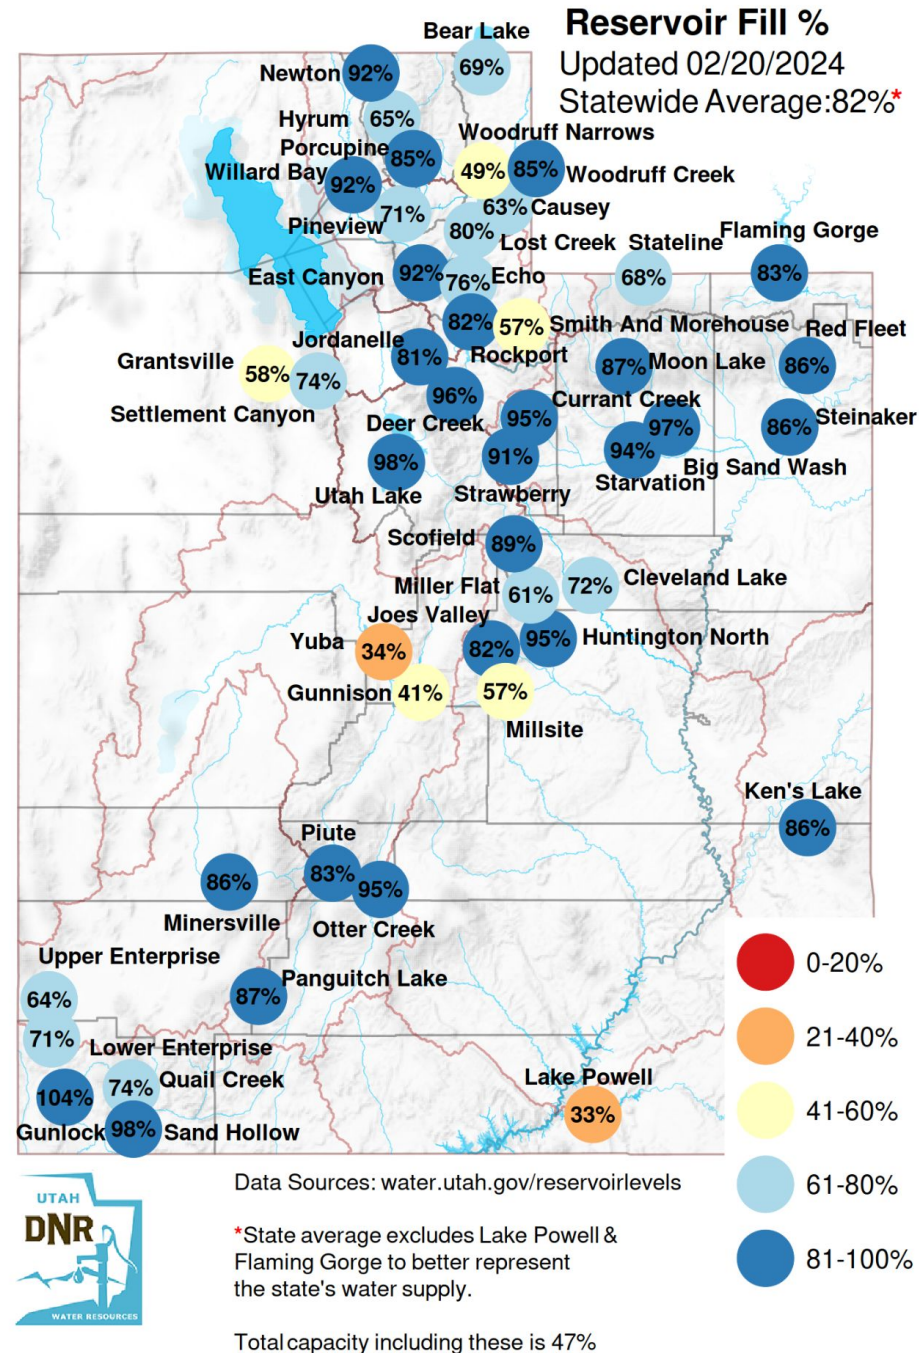 Reservoir Fill %
Updated 02/20/2024
Statewide Average:82%*
Bear Lake
69%
Newton
92%
Hyrum
65%
Porcupine
85%
Woodruff Narrows
49%
85%
Woodruff Creek
Willard Bay
92%
Pineview
71%
63%
Causey
80%
Lost Creek
Stateline
68%
Flaming Gorge
83%
East Canyon
92%
76%
Echo
82%
Rockport
57%
Smith And Morehouse
Jordanelle
81%
Red Fleet
86%
Grantsville
58%
74%
Settlement Canyon
87%
Moon Lake
96%
Deer Creek
95%
Currant Creek
97%
Big Sand Wash
86%
Steinaker
94%
Starvation
98%
Utah Lake
91%
Strawberry
Scofield
89%
Miller Flat
61%
72%
Cleveland Lake
Joes Valley
82%
95%
Huntington North
Yuba
34%
Gunnison
41%
57%
Millsite
Ken's Lake
86%
Piute
83%
86%
Minersville
95%
Otter Creek
Upper Enterprise
64%
87%
Panguitch Lake
71%
Lower Enterprise
74%
Quail Creek
104%
Gunlock
98%
Sand Hollow
Lake Powell
33%
0-20%
21-40%
41-60%
61-80%
81-100%
UTAH
DNR
WATER RESOURCES
Data Sources: water.utah.gov/reservoirlevels
*State average excludes Lake Powell &
Flaming Gorge to better represent
the state's water supply.
Total capacity including these is 47%